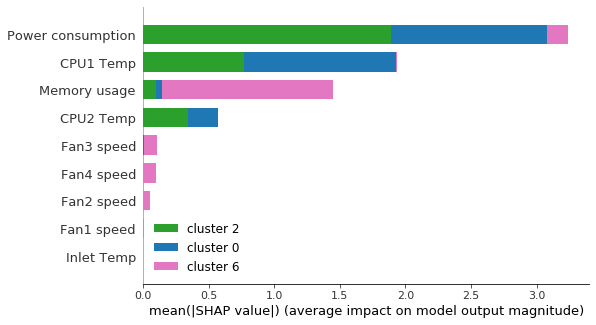 Power consumption
CPU1 Temp
Memory usage
CPU2 Temp
Fan3 speed
Fan4 speed
Fan2 speed
Fan1 speed
Inlet Temp
cluster 2
cluster 0
cluster 6
0.0 0.5 1.0 1.5 2.0 2.5 3.0
mean(|SHAP value|) (average impact on model output magnitude)